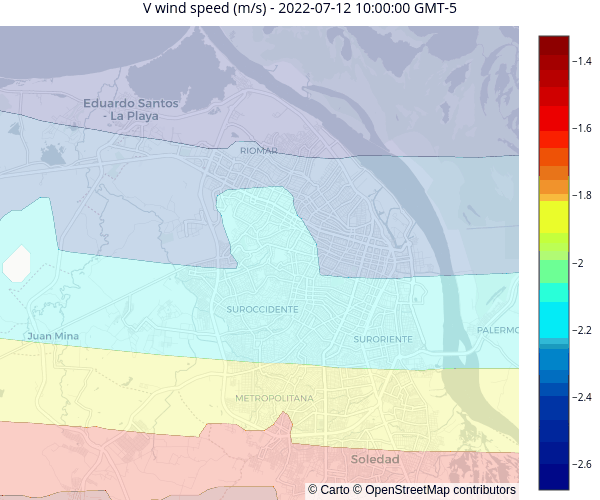 V wind speed (m/s) - 2022-07-12 10:00:00 GMT-5
Eduardo Santos
- La Playa
RIOMAR
SUROCCIDENTE
Juan Mina
SURORIENTE
PALERMO
METROPOLITANA
Soledad
© Carto © OpenStreetMap contributors
−1.4
−1.6
−1.8
−2
−2.2
−2.4
−2.6